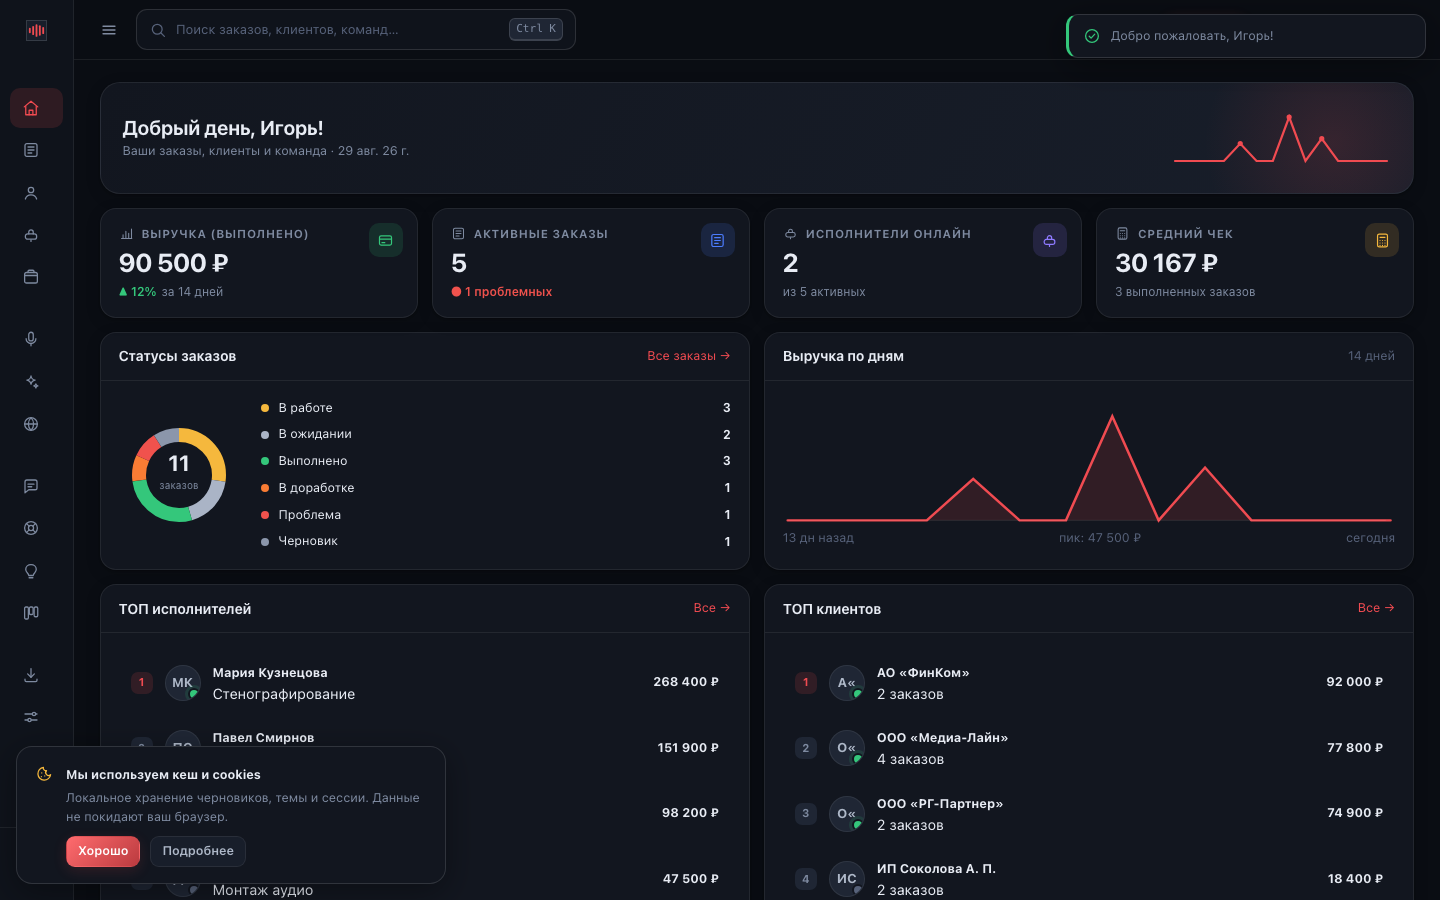 Поиск заказов, клиентов, команд...
Ctrl K
Добро пожаловать, Игорь!
Добрый день, Игорь!
Ваши заказы, клиенты и команда · 29 авг. 26 г.
ВЫРУЧКА (ВЫПОЛНЕНО)
90 500 ₽
12% за 14 дней
АКТИВНЫЕ ЗАКАЗЫ
5
1 проблемных
ИСПОЛНИТЕЛИ ОНЛАЙН
2
из 5 активных
СРЕДНИЙ ЧЕК
30 167 ₽
3 выполненных заказов
Статусы заказов
Все заказы →
11
заказов
В работе 3
В ожидании 2
Выполнено 3
В доработке 1
Проблема 1
Черновик 1
Выручка по дням
14 дней
13 дн назад
пик: 47 500 ₽
сегодня
ТОП исполнителей
Все →
1
МК
Мария Кузнецова
Стенографирование
268 400 ₽
Павел Смирнов
151 900 ₽
98 200 ₽
47 500 ₽
Монтаж аудио
ТОП клиентов
Все →
1
А«
АО «ФинКом»
2 заказов
92 000 ₽
2
О«
ООО «Медиа-Лайн»
4 заказов
77 800 ₽
3
О«
ООО «РГ-Партнер»
2 заказов
74 900 ₽
4
ИС
ИП Соколова А. П.
2 заказов
18 400 ₽
Мы используем кеш и cookies
Локальное хранение черновиков, темы и сессии. Данные
не покидают ваш браузер.
Хорошо
Подробнее